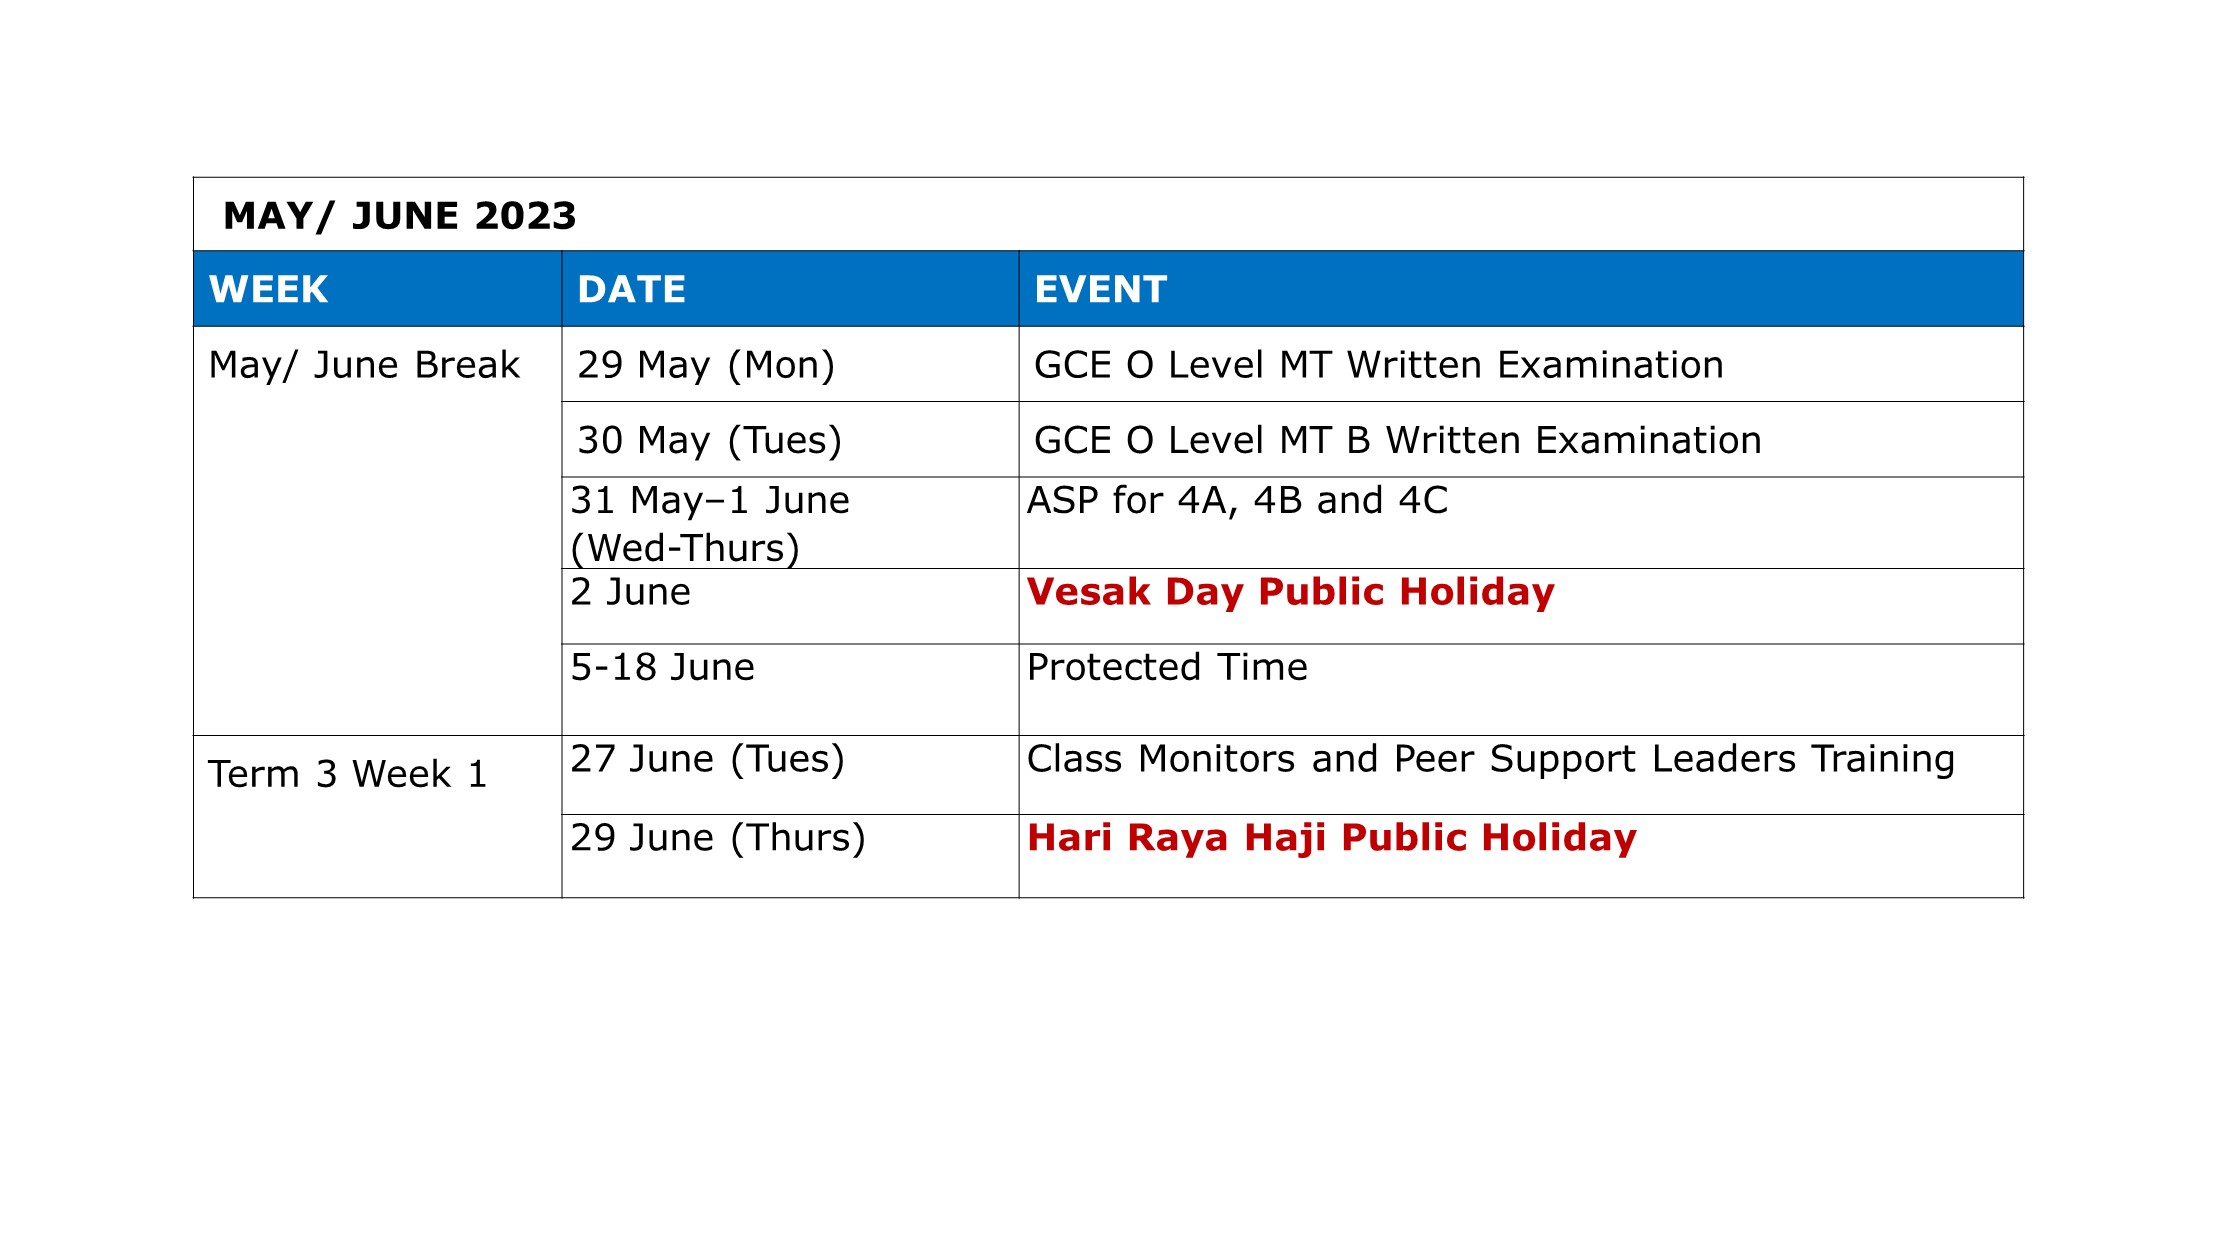 MAY/ JUNE 2023
WEEK DATE EVENT
May/ June Break 29 May (Mon) GCE O Level MT Written Examination
30 May (Tues) GCE O Level MT B Written Examination
31 May–1 June ASP for 4A, 4B and 4C
(Wed-Thurs)
2 June Vesak Day Public Holiday
5-18 June Protected Time
Term 3 Week 1 27 June (Tues) Class Monitors and Peer Support Leaders Training
29 June (Thurs) Hari Raya Haji Public Holiday